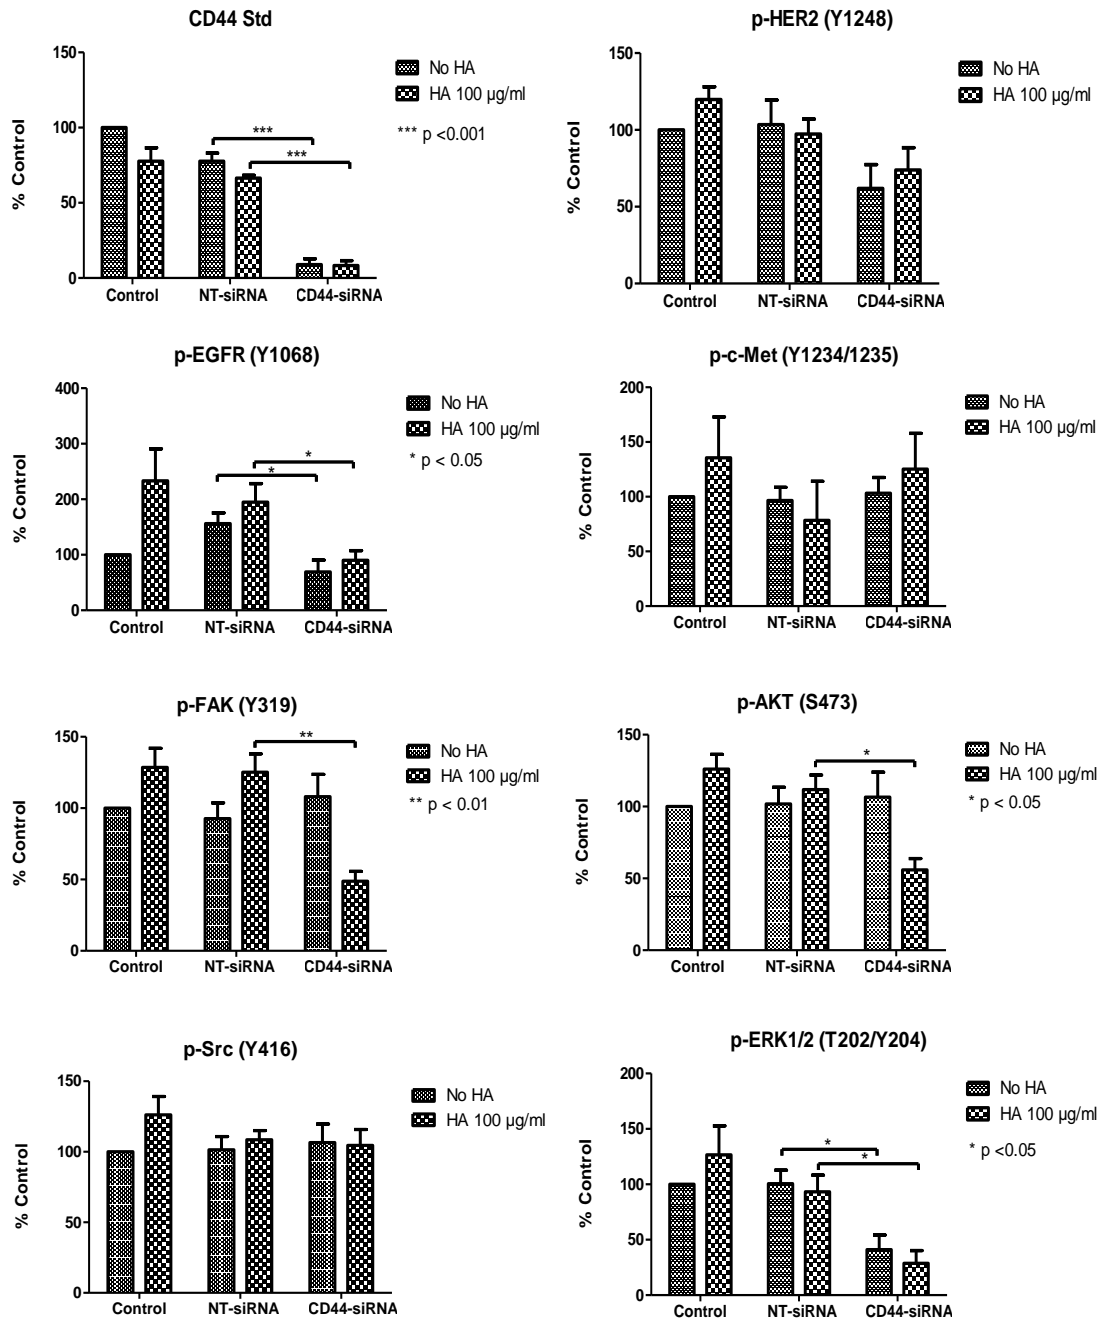 CD44 Std
150
100
50
0
% Control
*** 
***
Control
NT-siRNA
CD44-siRNA
No HA
HA 100 µg/ml
*** p <0.001
p-HER2 (Y1248)
150
100
50
0
% Control
Control
NT-siRNA
CD44-siRNA
No HA
HA 100 µg/ml
p-EGFR (Y1068)
400
300
200
100
0
% Control
*
*
Control
NT-siRNA
CD44-siRNA
No HA
HA 100 µg/ml
* p < 0.05
p-c-Met (Y1234/1235)
200
150
100
50
0
% Control
Control
NT-siRNA
CD44-siRNA
No HA
HA 100 µg/ml
p-FAK (Y319)
150
100
50
0
% Control
**
Control
NT-siRNA
CD44-siRNA
No HA
HA 100 µg/ml
** p < 0.01
p-AKT (S473)
150
100
50
0
% Control
*
Control
NT-siRNA
CD44-siRNA
No HA
HA 100 µg/ml
* p < 0.05
p-Src (Y416)
150
100
50
0
% Control
Control
NT-siRNA
CD44-siRNA
No HA
HA 100 µg/ml
p-ERK1/2 (T202/Y204)
200
150
100
50
0
% Control
*
*
Control
NT-siRNA
CD44-siRNA
No HA
HA 100 µg/ml
* p <0.05